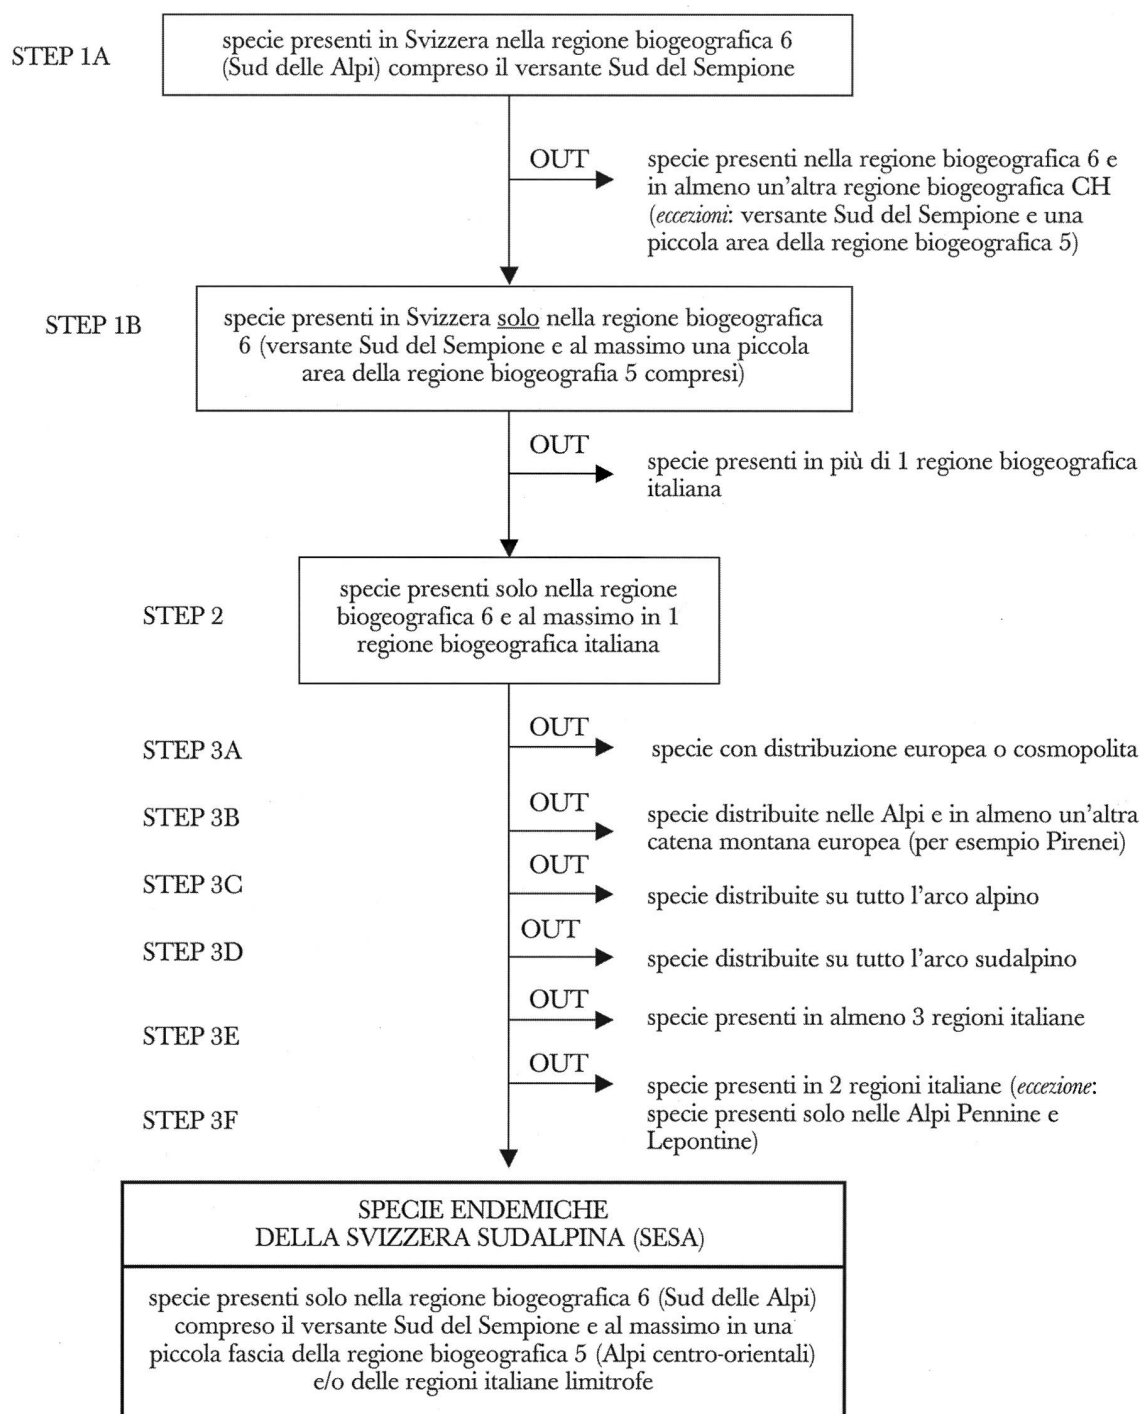 STEP 1A
specie presenti in Svizzera nella regione biogeografica 6
(Sud delle Alpi) compreso il versante Sud del Sempione
OUT
specie presenti nella regione biogeografica 6 e
in almeno un'altra regione biogeografica CH
(eccezioni: versante Sud del Sempione e una
piccola area della regione biogeografica 5)
STEP 1B
specie presenti in Svizzera solo nella regione biogeografica
6 (versante Sud del Sempione e al massimo una piccola
area della regione biogeografia 5 compresi)
OUT
specie presenti in più di 1 regione biogeografica
italiana
STEP 2
specie presenti solo nella regione
biogeografica 6 e al massimo in 1
regione biogeografica italiana
STEP 3A
OUT
specie con distribuzione europea o cosmopolita
STEP 3B
OUT
specie distribuite nelle Alpi e in almeno un'altra
catena montana europea (per esempio Pirenei)
STEP 3C
OUT
specie distribuite su tutto l'arco alpino
STEP 3D
OUT
specie distribuite su tutto l'arco sudalpino
STEP 3E
OUT
specie presenti in almeno 3 regioni italiane
STEP 3F
OUT
specie presenti in 2 regioni italiane (eccezione:
specie presenti solo nelle Alpi Pennine e
Lepontine)
SPECIE ENDEMICHE
DELLA SVIZZERA SUDALPINA (SESA)
specie presenti solo nella regione biogeografica 6 (Sud delle Alpi)
compreso il versante Sud del Sempione e al massimo in una
piccola fascia della regione biogeografica 5 (Alpi centro-orientali)
e/o delle regioni italiane limitrofe